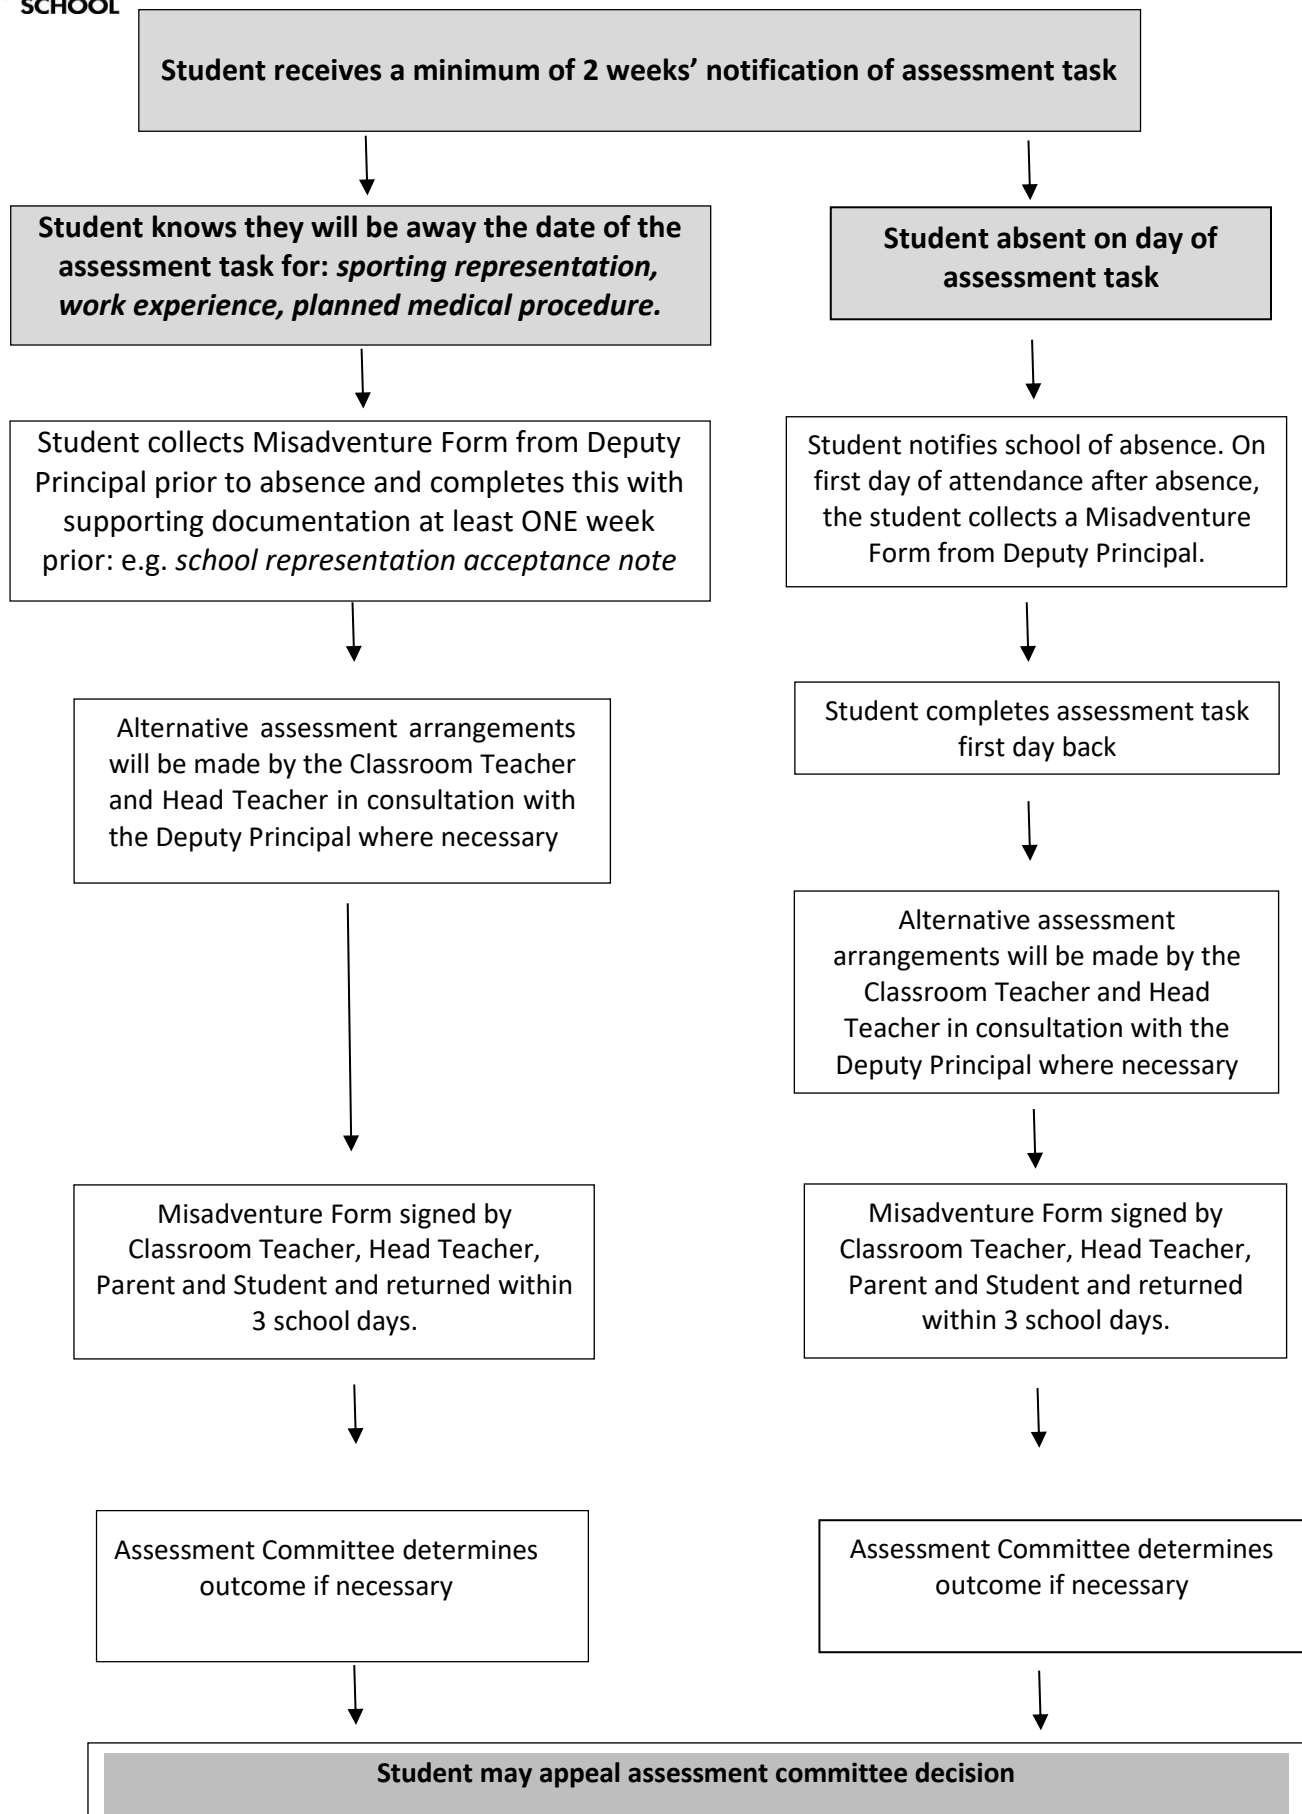 SCHOOL
Student receives a minimum of 2 weeks’ notification of assessment task
Student knows they will be away the date of the
assessment task for: sporting representation,
work experience, planned medical procedure.
Student absent on day of
assessment task
Student collects Misadventure Form from Deputy
Principal prior to absence and completes this with
supporting documentation at least ONE week
prior: e.g. school representation acceptance note
Student notifies school of absence. On
first day of attendance after absence,
the student collects a Misadventure
Form from Deputy Principal.
Alternative assessment arrangements
will be made by the Classroom Teacher
and Head Teacher in consultation with
the Deputy Principal where necessary
Student completes assessment task
first day back
Alternative assessment
arrangements will be made by the
Classroom Teacher and Head
Teacher in consultation with the
Deputy Principal where necessary
Misadventure Form signed by
Classroom Teacher, Head Teacher,
Parent and Student and returned within
3 school days.
Misadventure Form signed by
Classroom Teacher, Head Teacher,
Parent and Student and returned
within 3 school days.
Assessment Committee determines
outcome if necessary
Assessment Committee determines
outcome if necessary
Student may appeal assessment committee decision